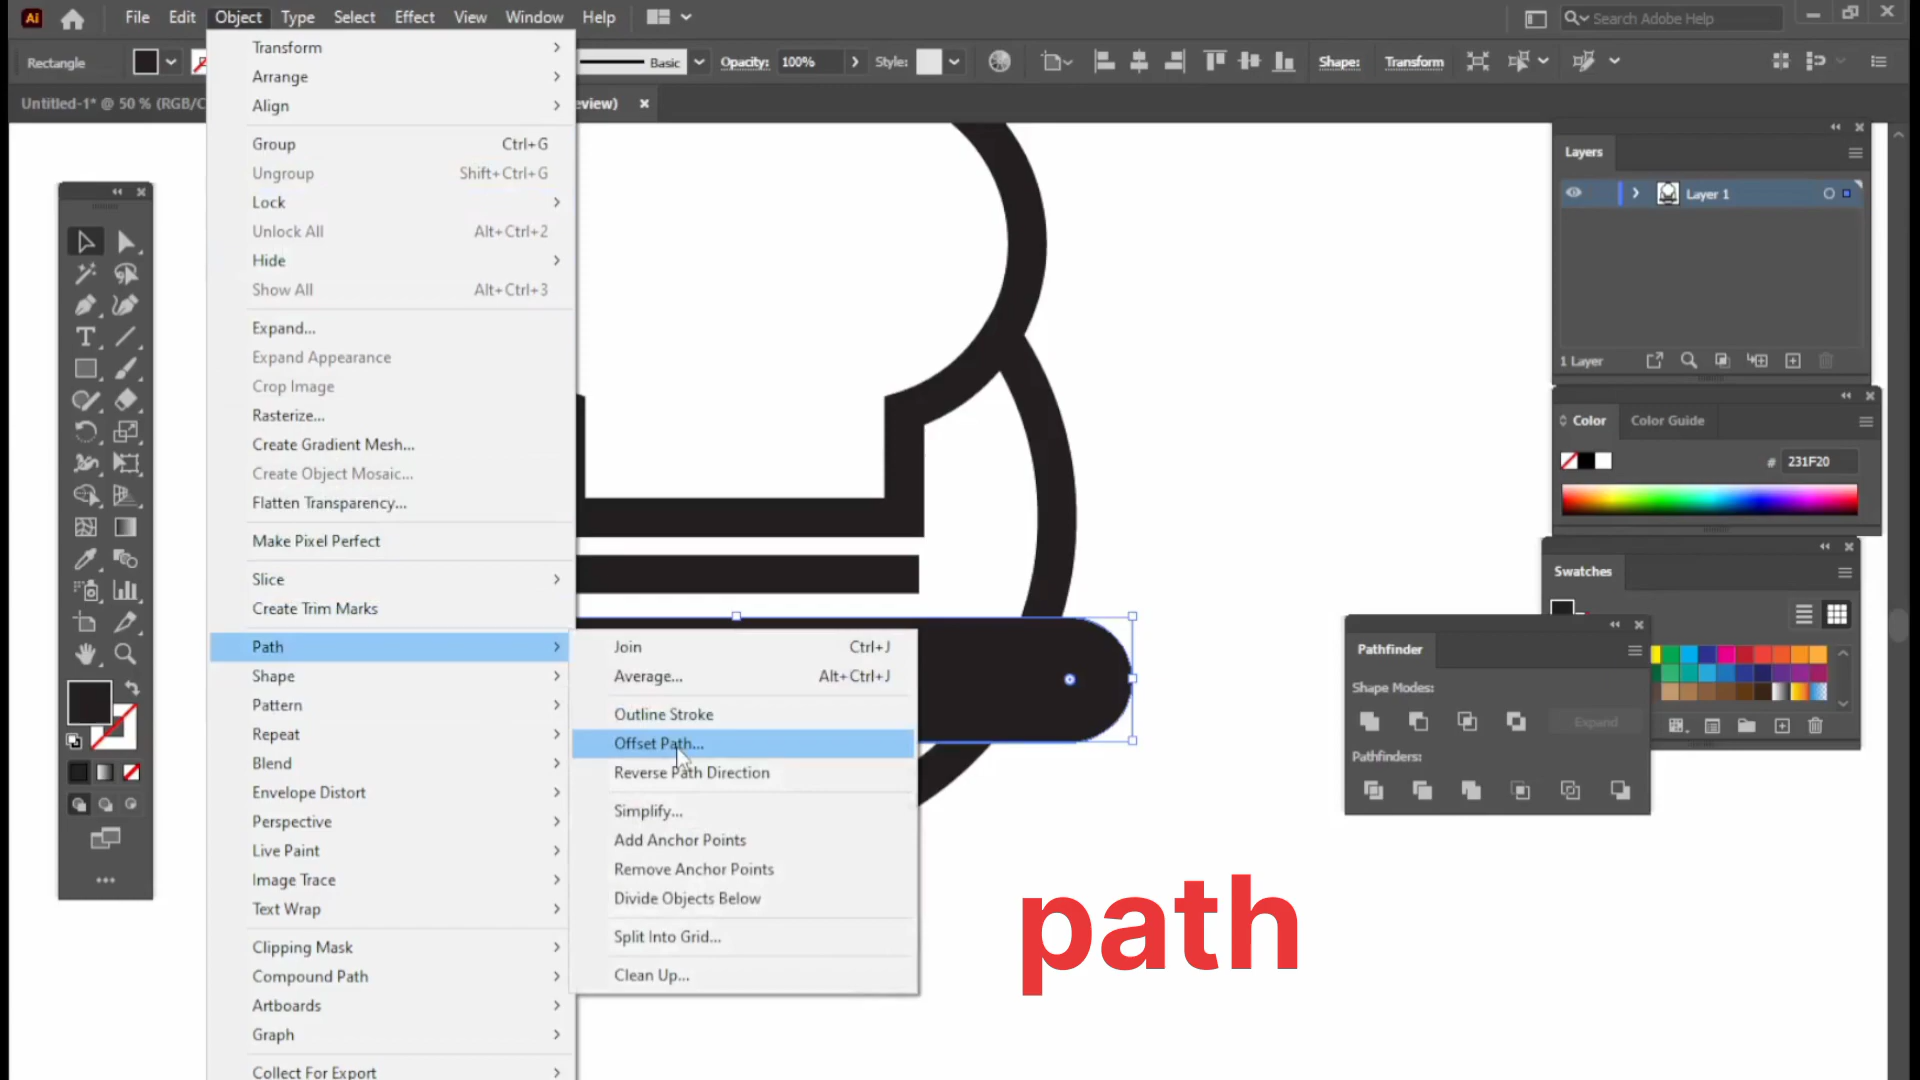 Ai
File
Edit
Object
Type
Select
Effect
View
Window
Help
Search Adobe Help
Rectangle
Basic
Opacity:
100%
Style:
Shape:
Transform
Untitled-1* @ 50 % (RGB/C
eview)
Transform
Arrange
Align
Group Ctrl+G
Ungroup Shift+Ctrl+G
Lock
Unlock All Alt+Ctrl+2
Hide
Show All Alt+Ctrl+3
Expand...
Expand Appearance
Crop Image
Rasterize...
Create Gradient Mesh...
Create Object Mosaic...
Flatten Transparency...
Make Pixel Perfect
Slice
Create Trim Marks
Path
Shape
Pattern
Repeat
Blend
Envelope Distort
Perspective
Live Paint
Image Trace
Text Wrap
Clipping Mask
Compound Path
Artboards
Graph
Collect For Export
Join Ctrl+J
Average... Alt+Ctrl+J
Outline Stroke
Offset Path...
Reverse Path Direction
Simplify...
Add Anchor Points
Remove Anchor Points
Divide Objects Below
Split Into Grid...
Clean Up...
Layers
Layer 1
1 Layer
Color
Color Guide
# 231F20
Swatches
Pathfinder
Shape Modes:
Expand
Pathfinders:
path